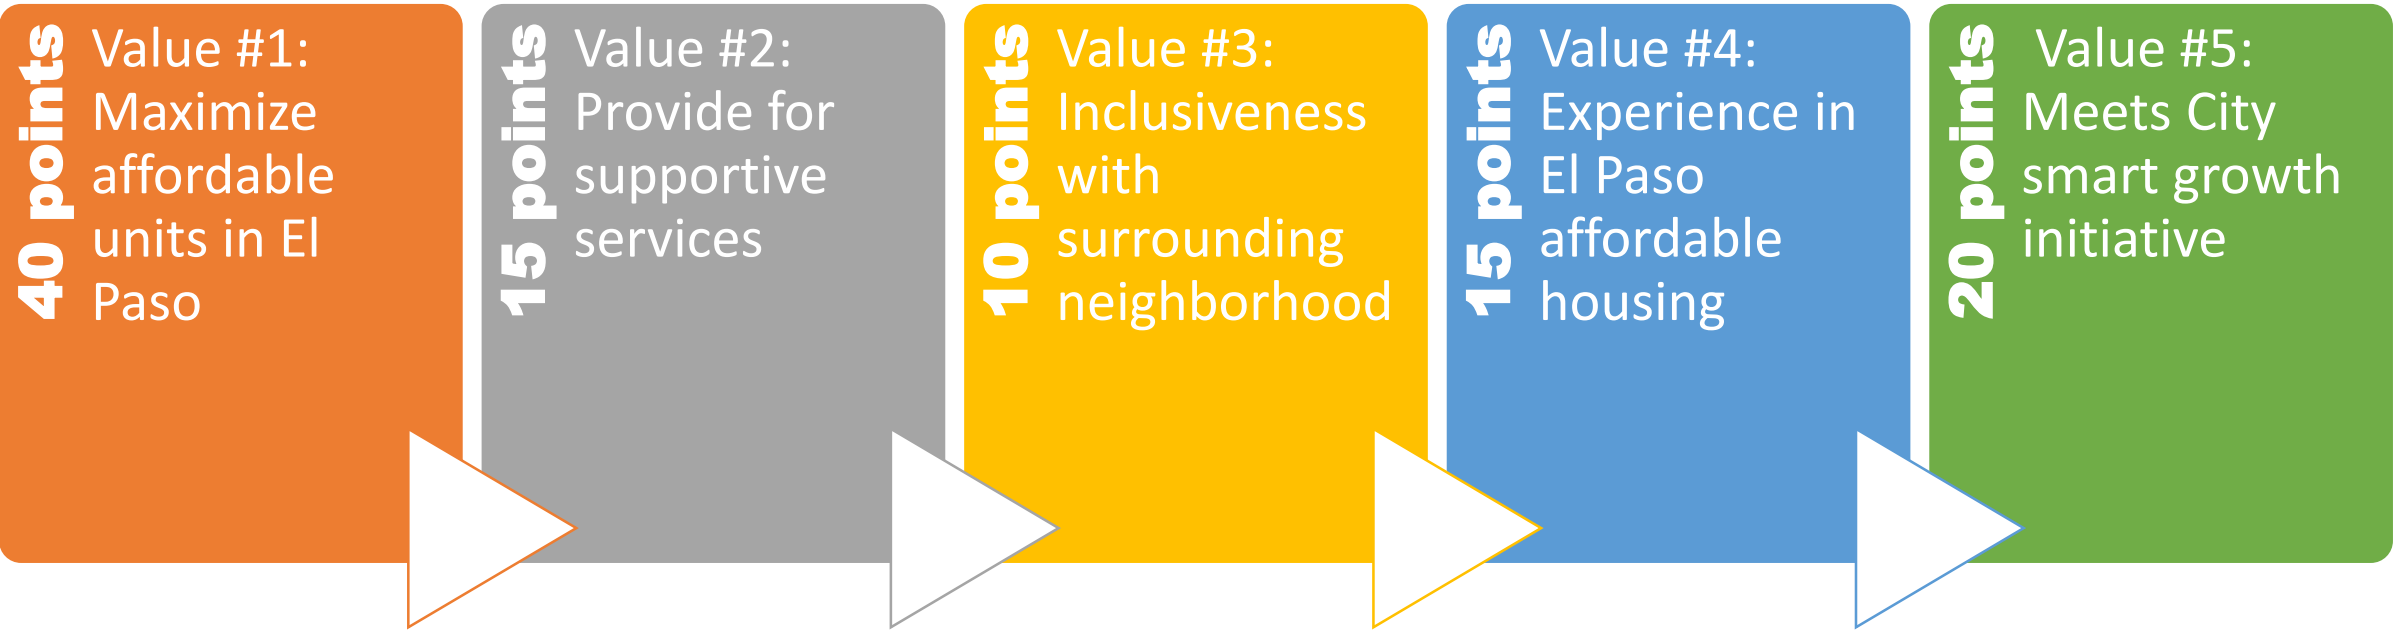 40 points
Value #1:
Maximize
affordable
units in El
Paso
15 points
Value #2:
Provide for
supportive
services
10 points
Value #3:
Inclusiveness
with
surrounding
neighborhood
15 points
Value #4:
Experience in
El Paso
affordable
housing
20 points
Value #5:
Meets City
smart growth
initiative